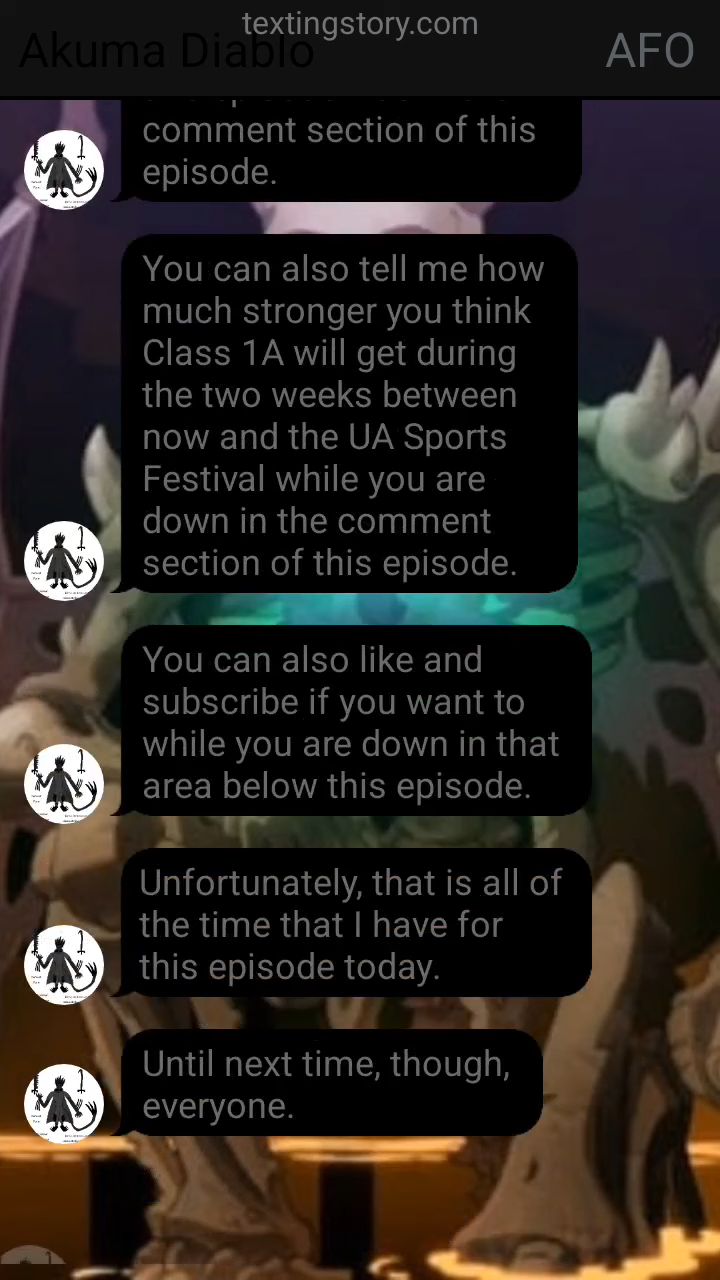 textingstory.com
Akuma Diablo
AFO
comment section of this
episode.
You can also tell me how
much stronger you think
Class 1A will get during
the two weeks between
now and the UA Sports
Festival while you are
down in the comment
section of this episode.
You can also like and
subscribe if you want to
while you are down in that
area below this episode.
Unfortunately, that is all of
the time that I have for
this episode today.
Until next time, though,
everyone.